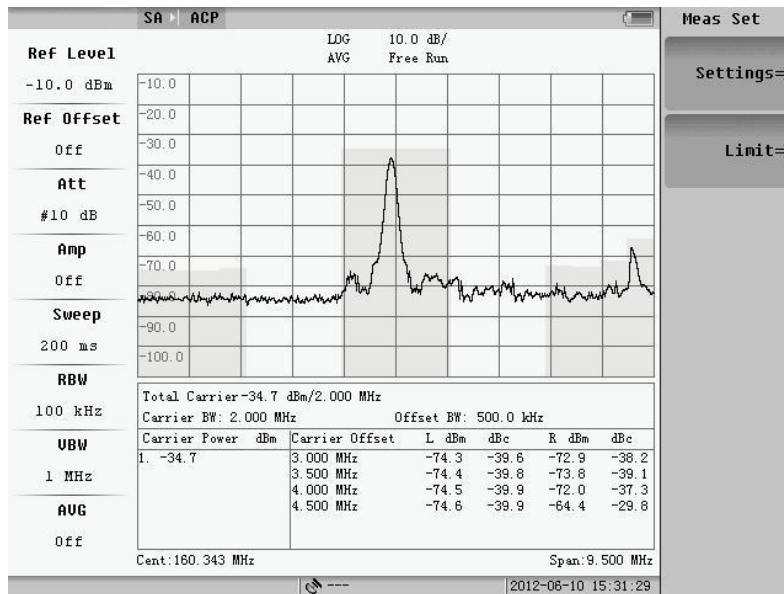 SA ACP
Meas Set
Settings=
Limit=
Ref Level
-10.0 dBm
Ref Offset
Off
Att
#10 dB
Amp
Off
Sweep
200 ms
RBW
100 kHz
VBW
1 MHz
AVG
Off
LOG 10.0 dB/
AVG Free Run
-10.0
-20.0
-30.0
-40.0
-50.0
-60.0
-70.0
-90.0
-100.0
Total Carrier-34.7 dBm/2.000 MHz
Carrier BW: 2.000 MHz Offset BW: 500.0 kHz
Carrier Power dBm Carrier Offset L dBm dBc R dBm dBc
1. -34.7 3.000 MHz -74.3 -39.6 -72.9 -38.2
3.500 MHz -74.4 -39.8 -73.8 -39.1
4.000 MHz -74.5 -39.9 -72.0 -37.3
4.500 MHz -74.6 -39.9 -64.4 -29.8
Cent:160.343 MHz Span:9.500 MHz
--- 2012-06-10 15:31:29